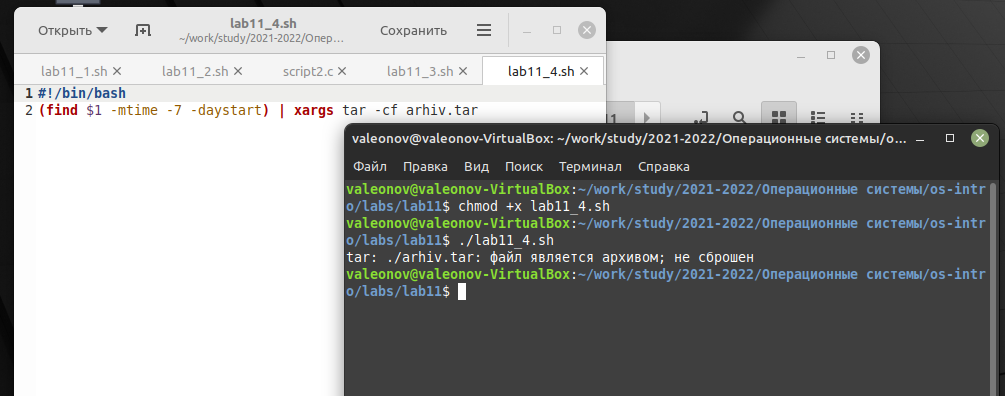 Открыть
lab11_4.sh
~/work/study/2021-2022/Опер…
Сохранить
lab11_1.sh
lab11_2.sh
script2.c
lab11_3.sh
lab11_4.sh
1 #!/bin/bash
2 (find $1 -mtime -7 -daystart) | xargs tar -cf arhiv.tar
11
valeonov@valeonov-VirtualBox: ~/work/study/2021-2022/Операционные системы/о…
Файл Правка Вид Поиск Терминал Справка
valeonov@valeonov-VirtualBox:~/work/study/2021-2022/Операционные системы/os-intr
o/labs/lab11$ chmod +x lab11_4.sh
valeonov@valeonov-VirtualBox:~/work/study/2021-2022/Операционные системы/os-intr
o/labs/lab11$ ./lab11_4.sh
tar: ./arhiv.tar: файл является архивом; не сброшен
valeonov@valeonov-VirtualBox:~/work/study/2021-2022/Операционные системы/os-intr
o/labs/lab11$